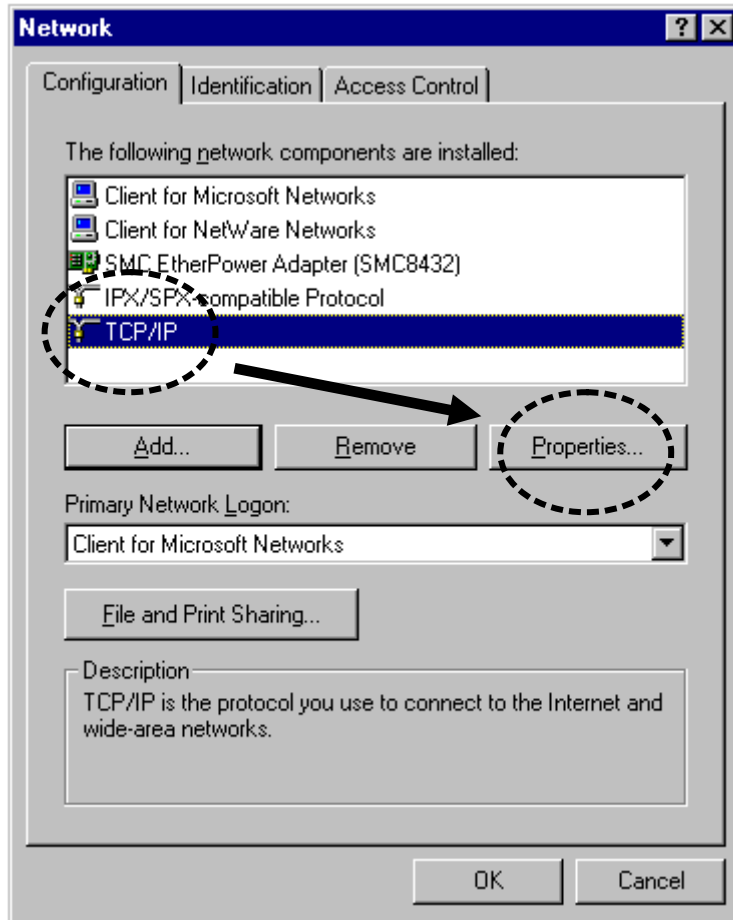 Network
Configuration Identification Access Control
The following network components are installed:
Client for Microsoft Networks
Client for NetWare Networks
SMC EtherPower Adapter (SMC8432)
IPX/SPX-compatible Protocol
TCP/IP
Add... Remove Properties...
Primary Network Logon:
Client for Microsoft Networks
File and Print Sharing...
Description
TCP/IP is the protocol you use to connect to the Internet and
wide-area networks.
OK Cancel